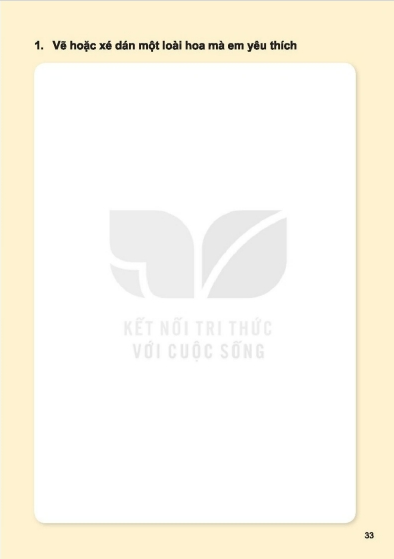 1. Vẽ hoặc xé dán một loài hoa mà em yêu thích
KẾT NỐI TRI THỨC
VỚI CUỘC SỐNG
33